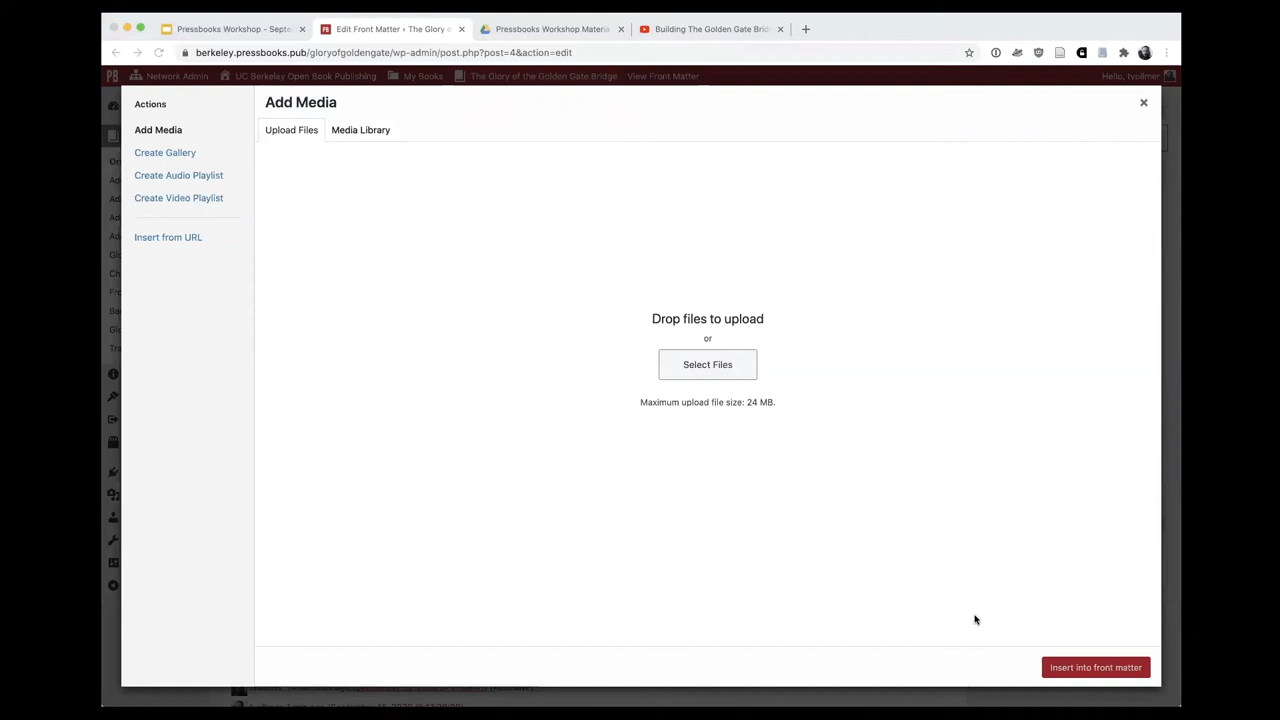 Pressbooks Workshop - Septe
Edit Front Matter ‹ The Glory o
Pressbooks Workshop Materia
Building The Golden Gate Brid
berkeley.pressbooks.pub/gloryofgoldengate/wp-admin/post.php?post=4&action=edit
Network Admin
UC Berkeley Open Book Publishing
My Books
The Glory of the Golden Gate Bridge
View Front Matter
Hello, tvollmer
Actions
Add Media
Create Gallery
Create Audio Playlist
Create Video Playlist
Insert from URL
Add Media
Upload Files
Media Library
Drop files to upload
or
Select Files
Maximum upload file size: 24 MB.
Insert into front matter